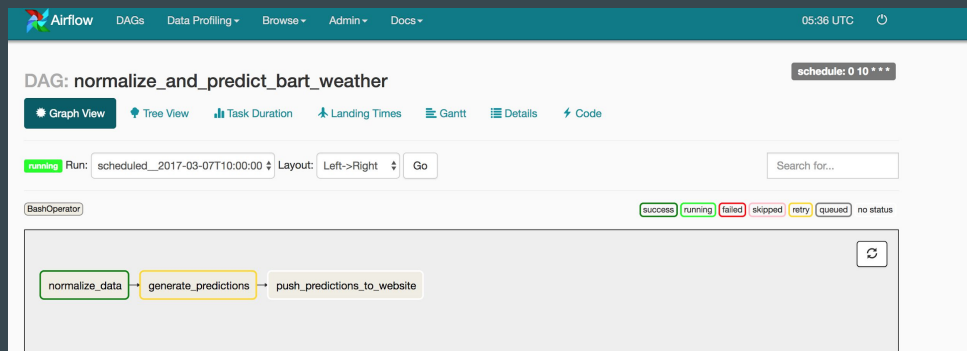 Airflow DAGs Data Profiling Browse Admin Docs 05:36 UTC
schedule: 0 10 * * *
DAG: normalize_and_predict_bart_weather
Graph View Tree View Task Duration Landing Times Gantt Details Code
running Run: scheduled__2017-03-07T10:00:00 Layout: Left->Right Go Search for...
BashOperator success running failed skipped retry queued no status
normalize_data generate_predictions push_predictions_to_website